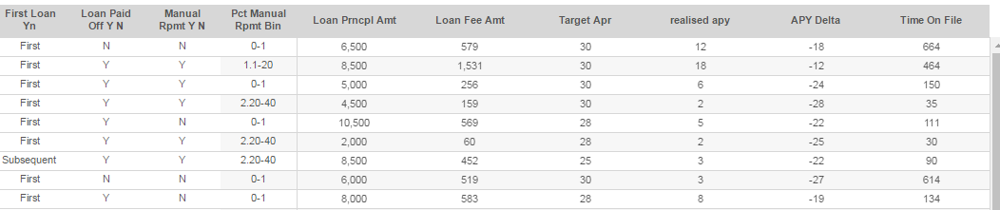 First Loan Yn Loan Paid Off Y N Manual Rpmt Y N Pct Manual Rpmt Bin Loan Prncpl Amt Loan Fee Amt Target Apr realised apy APY Delta Time On File
First N N 0-1 6,500 579 30 12 -18 664
First Y Y 1.1-20 8,500 1,531 30 18 -12 464
First Y Y 0-1 5,000 256 30 6 -24 150
First Y Y 2.20-40 4,500 159 30 2 -28 35
First Y N 0-1 10,500 569 28 5 -22 111
First Y Y 2.20-40 2,000 60 28 2 -25 30
Subsequent Y Y 2.20-40 8,500 452 25 3 -22 90
First N N 0-1 6,000 519 30 3 -27 614
First Y N 0-1 8,000 583 28 8 -19 134